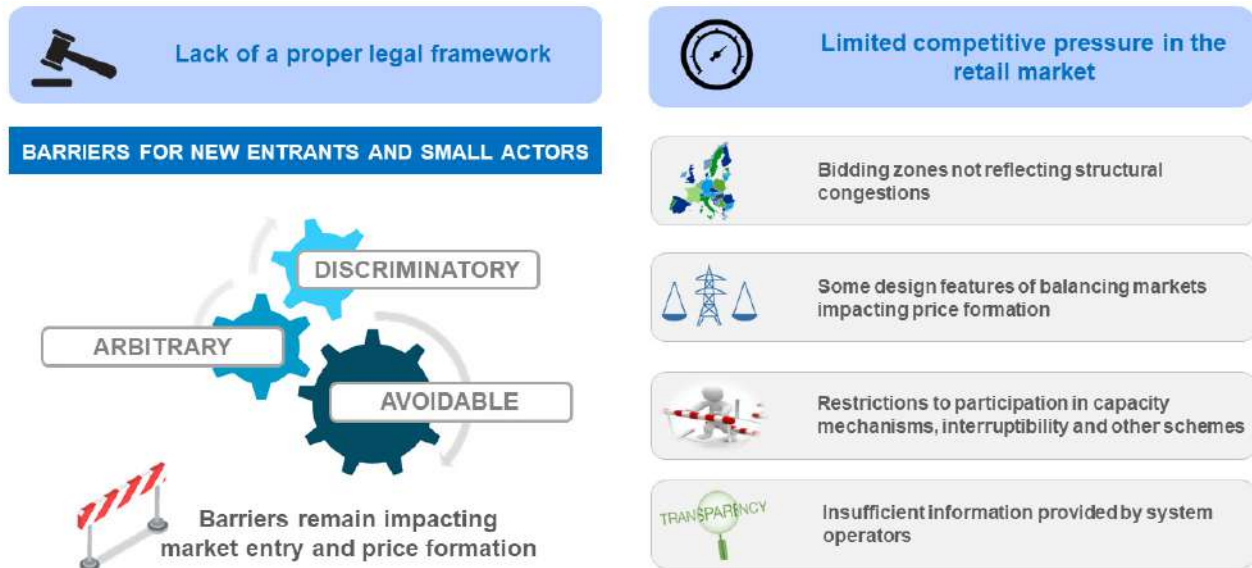 Lack of a proper legal framework
BARRIERS FOR NEW ENTRANTS AND SMALL ACTORS
DISCRIMINATORY
ARBITRARY
AVOIDABLE
Barriers remain impacting
market entry and price formation
Limited competitive pressure in the
retail market
Bidding zones not reflecting structural
congestions
Some design features of balancing markets
impacting price formation
Restrictions to participation in capacity
mechanisms, interruptibility and other schemes
TRANSPARENCY
Insufficient information provided by system
operators